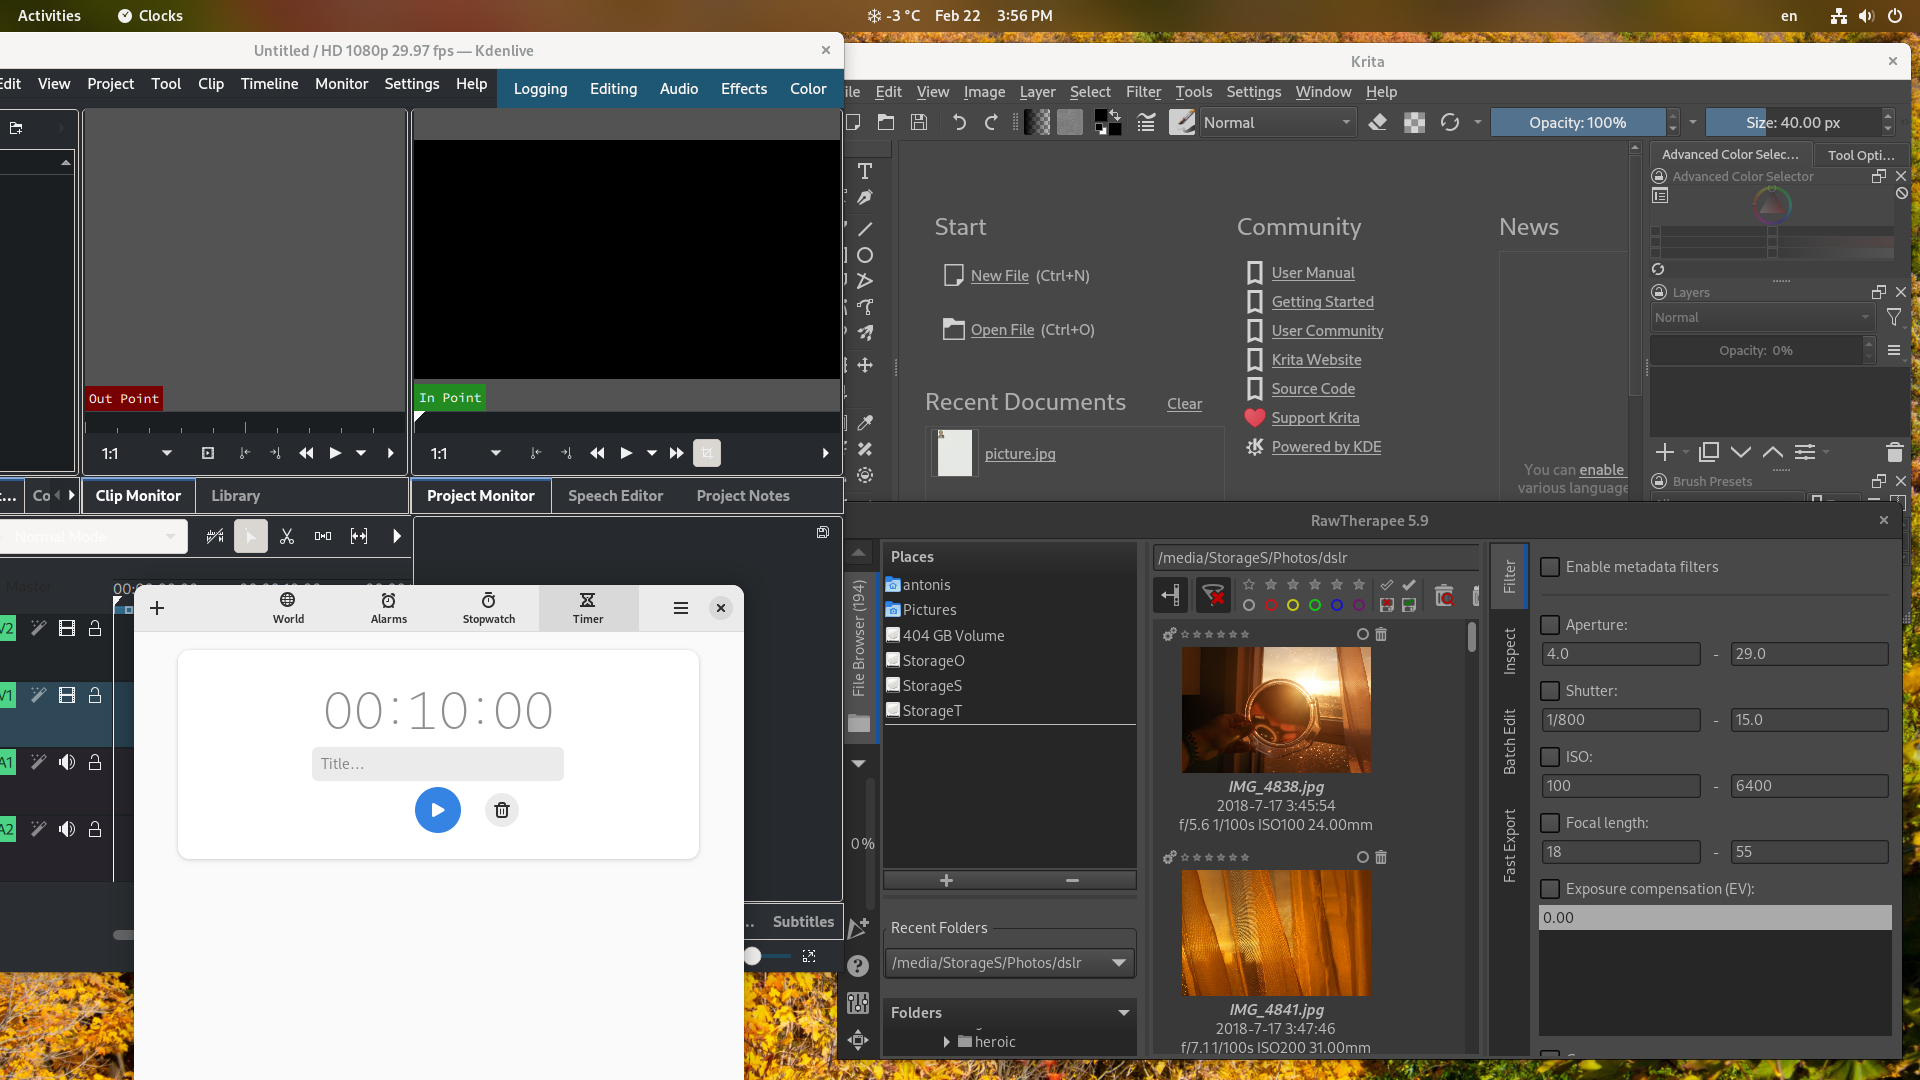 Activities
Clocks
-3 °C Feb 22 3:56 PM
en
Untitled / HD 1080p 29.97 fps — Kdenlive
Edit View Project Tool Clip Timeline Monitor Settings Help
Logging Editing Audio Effects Color
Out Point
In Point
1:1
1:1
Clip Monitor
Library
Project Monitor
Speech Editor
Project Notes
Normal Mode
Master
00:00:00:00
V2
V1
A1
A2
Subtitles
World
Alarms
Stopwatch
Timer
00:10:00
Title...
Krita
File Edit View Image Layer Select Filter Tools Settings Window Help
Normal
Opacity: 100%
Size: 40.00 px
Start
New File (Ctrl+N)
Open File (Ctrl+O)
Recent Documents
Clear
picture.jpg
Community
User Manual
Getting Started
User Community
Krita Website
Source Code
Support Krita
Powered by KDE
News
You can enable
various language
Advanced Color Selec...
Tool Opti...
Advanced Color Selector
Layers
Normal
Opacity: 0%
Brush Presets
RawTherapee 5.9
File Browser (194)
0%
Places
antonis
Pictures
404 GB Volume
StorageO
StorageS
StorageT
Recent Folders
/media/StorageS/Photos/dslr
Folders
heroic
/media/StorageS/Photos/dslr
IMG_4838.jpg
2018-7-17 3:45:54
f/5.6 1/100s ISO100 24.00mm
IMG_4841.jpg
2018-7-17 3:47:46
f/7.1 1/100s ISO200 31.00mm
Filter
Inspect
Batch Edit
Fast Export
Enable metadata filters
Aperture:
4.0 - 29.0
Shutter:
1/800 - 15.0
ISO:
100 - 6400
Focal length:
18 - 55
Exposure compensation (EV):
0.00